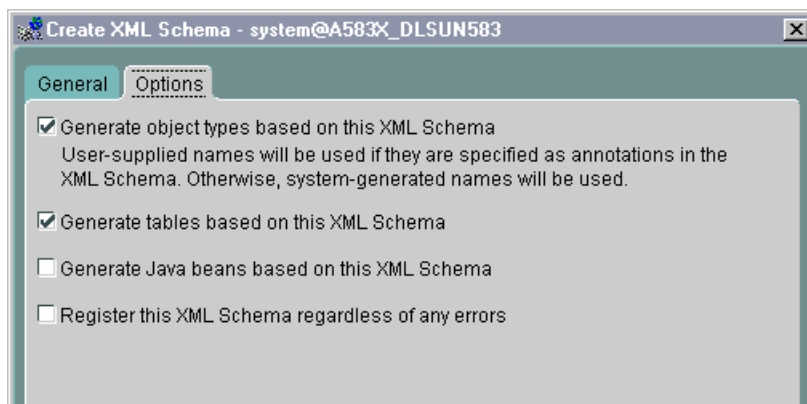 Create XML Schema - system@A583X_DLSUN583
General
Options
Generate object types based on this XML Schema
User-supplied names will be used if they are specified as annotations in the
XML Schema. Otherwise, system-generated names will be used.
Generate tables based on this XML Schema
Generate Java beans based on this XML Schema
Register this XML Schema regardless of any errors